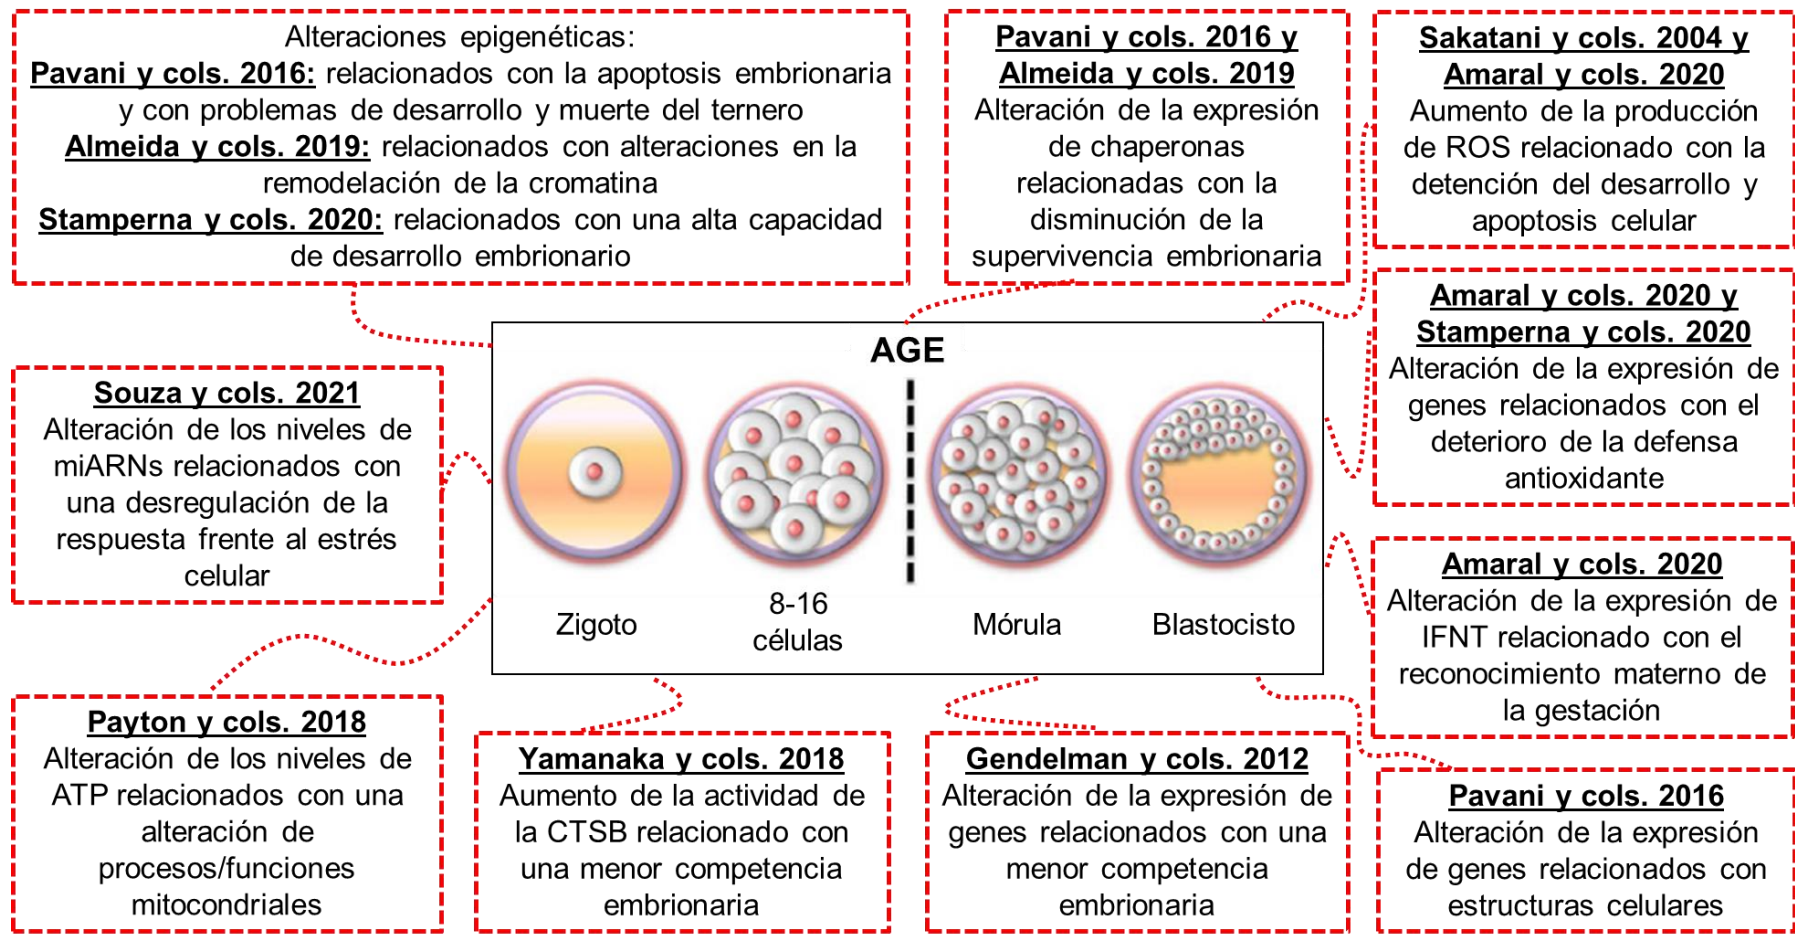 Alteraciones epigenéticas:
Pavani y cols. 2016: relacionados con la apoptosis embrionaria
y con problemas de desarrollo y muerte del ternero
Almeida y cols. 2019: relacionados con alteraciones en la
remodelación de la cromatina
Stamperna y cols. 2020: relacionados con una alta capacidad
de desarrollo embrionario
Pavani y cols. 2016 y
Almeida y cols. 2019
Alteración de la expresión
de chaperonas
relacionadas con la
disminución de la
supervivencia embrionaria
Sakatani y cols. 2004 y
Amaral y cols. 2020
Aumento de la producción
de ROS relacionado con la
detención del desarrollo y
apoptosis celular
Amaral y cols. 2020 y
Stamperna y cols. 2020
Alteración de la expresión de
genes relacionados con el
deterioro de la defensa
antioxidante
Souza y cols. 2021
Alteración de los niveles de
miARNs relacionados con
una desregulación de la
respuesta frente al estrés
celular
AGE
Zigoto
8-16
células
Mórula
Blastocisto
Amaral y cols. 2020
Alteración de la expresión de
IFNT relacionado con el
reconocimiento materno de
la gestación
Payton y cols. 2018
Alteración de los niveles de
ATP relacionados con una
alteración de
procesos/funciones
mitocondriales
Yamanaka y cols. 2018
Aumento de la actividad de
la CTSB relacionado con
una menor competencia
embrionaria
Gendelman y cols. 2012
Alteración de la expresión de
genes relacionados con una
menor competencia
embrionaria
Pavani y cols. 2016
Alteración de la expresión
de genes relacionados con
estructuras celulares